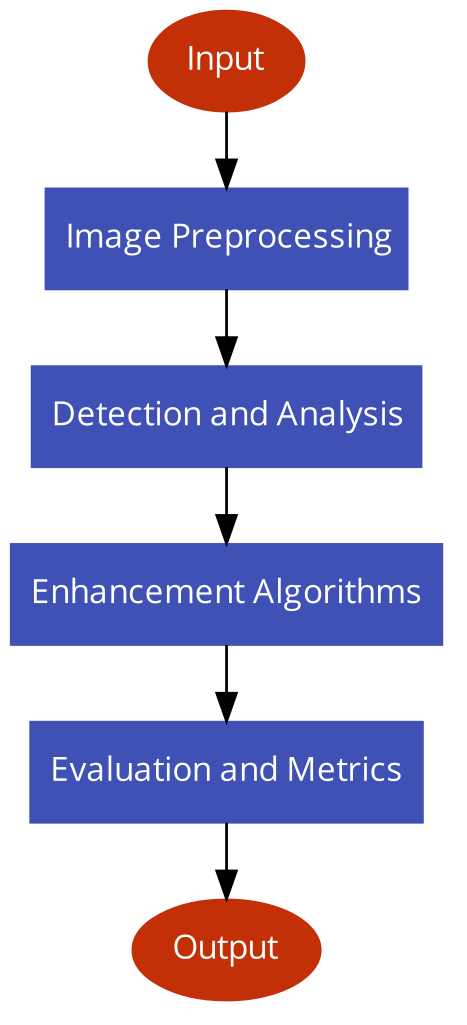 Input
Image Preprocessing
Detection and Analysis
Enhancement Algorithms
Evaluation and Metrics
Output